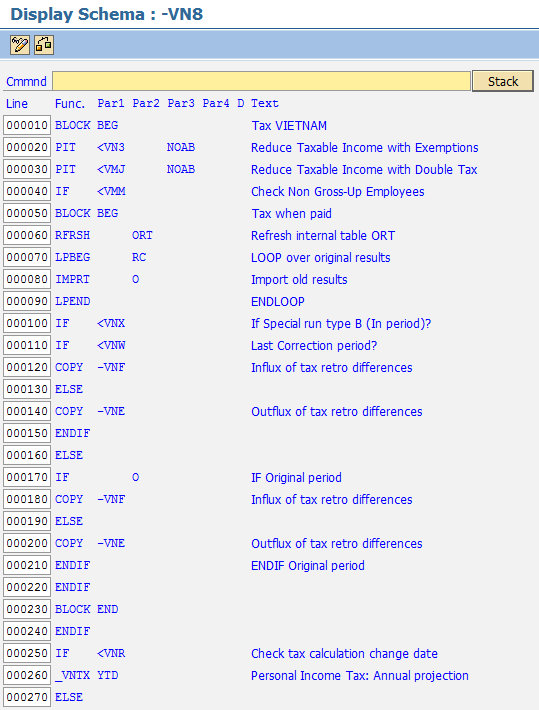 Display Schema : -VN8
Cmmnd Stack
Line Func. Par1 Par2 Par3 Par4 D Text
000010 BLOCK BEG Tax VIETNAM
000020 PIT <VN3 NOAB Reduce Taxable Income with Exemptions
000030 PIT <VMJ NOAB Reduce Taxable Income with Double Tax
000040 IF <VMM Check Non Gross-Up Employees
000050 BLOCK BEG Tax when paid
000060 RFRSH ORT Refresh internal table ORT
000070 LPBEG RC LOOP over original results
000080 IMPRT O Import old results
000090 LPEND ENDLOOP
000100 IF <VNX If Special run type B (In period)?
000110 IF <VNW Last Correction period?
000120 COPY -VNF Influx of tax retro differences
000130 ELSE
000140 COPY -VNE Outflux of tax retro differences
000150 ENDIF
000160 ELSE
000170 IF O IF Original period
000180 COPY -VNF Influx of tax retro differences
000190 ELSE
000200 COPY -VNE Outflux of tax retro differences
000210 ENDIF ENDIF Original period
000220 ENDIF
000230 BLOCK END
000240 ENDIF
000250 IF <VNR Check tax calculation change date
000260 _VNTX YTD Personal Income Tax: Annual projection
000270 ELSE